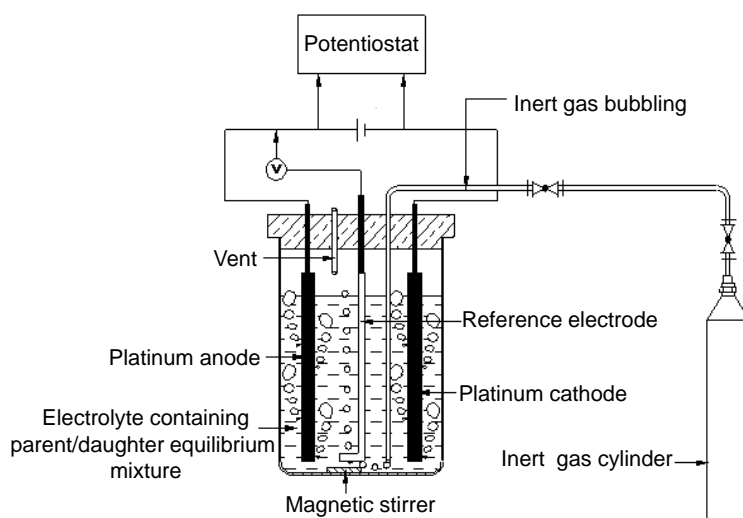 Potentiostat
Inert gas bubbling
V
Vent
Reference electrode
Platinum anode
Platinum cathode
Electrolyte containing
parent/daughter equilibrium
mixture
Inert gas cylinder
Magnetic stirrer